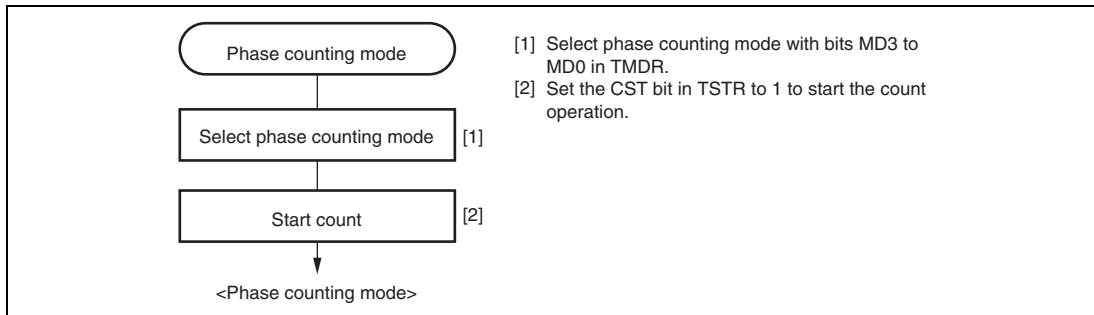 Phase counting mode
Select phase counting mode
[1]
Start count
[2]
<Phase counting mode>
[1] Select phase counting mode with bits MD3 to
MD0 in TMDR.
[2] Set the CST bit in TSTR to 1 to start the count
operation.